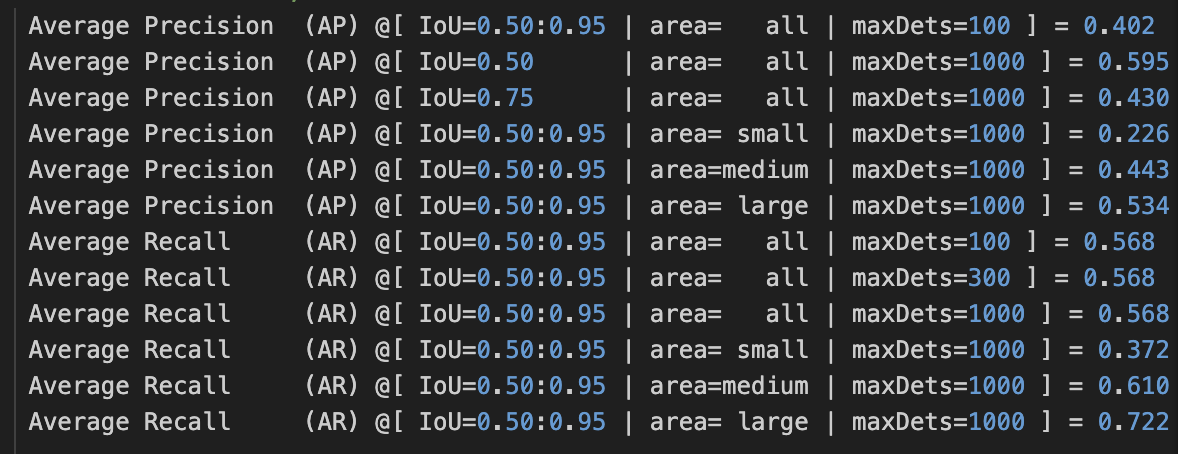 Average Precision  (AP) @[ IoU=0.50:0.95 | area=   all | maxDets=100 ] = 0.402
Average Precision  (AP) @[ IoU=0.50      | area=   all | maxDets=1000 ] = 0.595
Average Precision  (AP) @[ IoU=0.75      | area=   all | maxDets=1000 ] = 0.430
Average Precision  (AP) @[ IoU=0.50:0.95 | area= small | maxDets=1000 ] = 0.226
Average Precision  (AP) @[ IoU=0.50:0.95 | area=medium | maxDets=1000 ] = 0.443
Average Precision  (AP) @[ IoU=0.50:0.95 | area= large | maxDets=1000 ] = 0.534
Average Recall     (AR) @[ IoU=0.50:0.95 | area=   all | maxDets=100 ] = 0.568
Average Recall     (AR) @[ IoU=0.50:0.95 | area=   all | maxDets=300 ] = 0.568
Average Recall     (AR) @[ IoU=0.50:0.95 | area=   all | maxDets=1000 ] = 0.568
Average Recall     (AR) @[ IoU=0.50:0.95 | area= small | maxDets=1000 ] = 0.372
Average Recall     (AR) @[ IoU=0.50:0.95 | area=medium | maxDets=1000 ] = 0.610
Average Recall     (AR) @[ IoU=0.50:0.95 | area= large | maxDets=1000 ] = 0.722